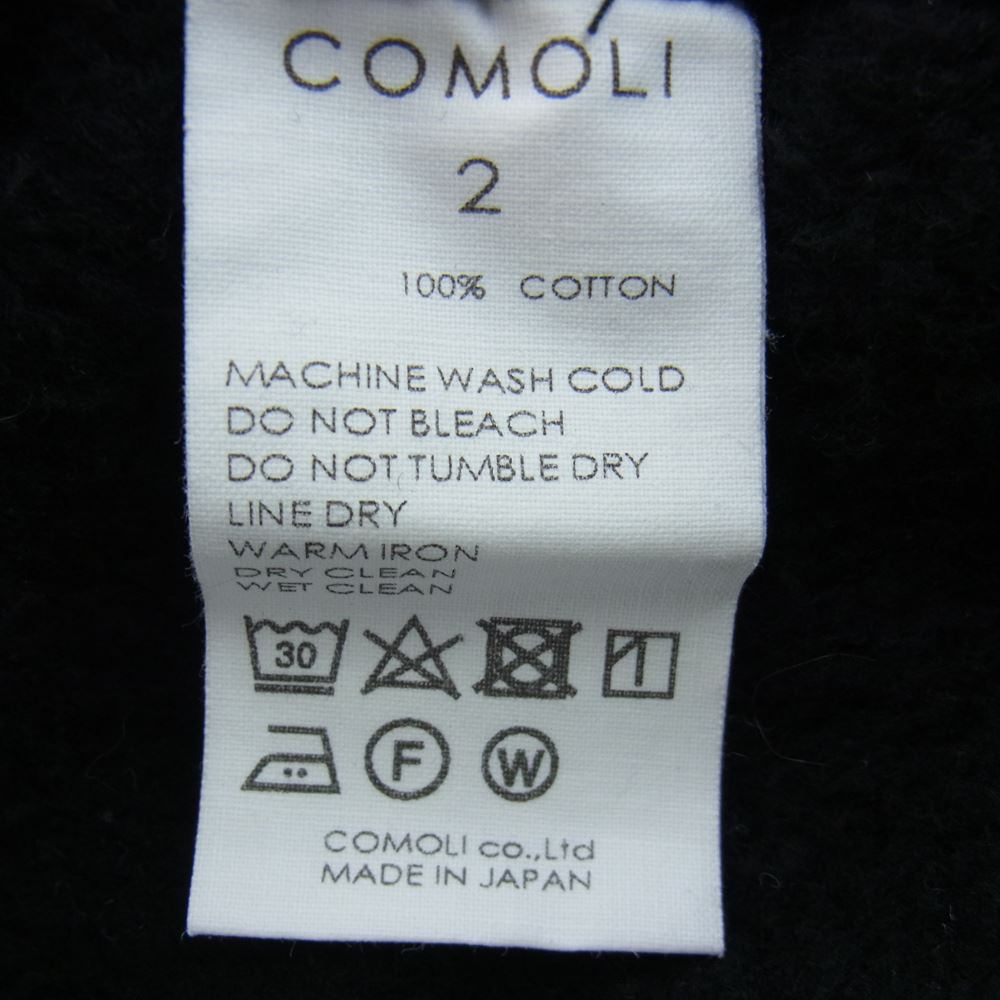 COMOLI
2
100% COTTON
MACHINE WASH COLD
DO NOT BLEACH
DO NOT TUMBLE DRY
LINE DRY
WARM IRON
DRY CLEAN
WET CLEAN
30
F W
COMOLI co.,Ltd
MADE IN JAPAN